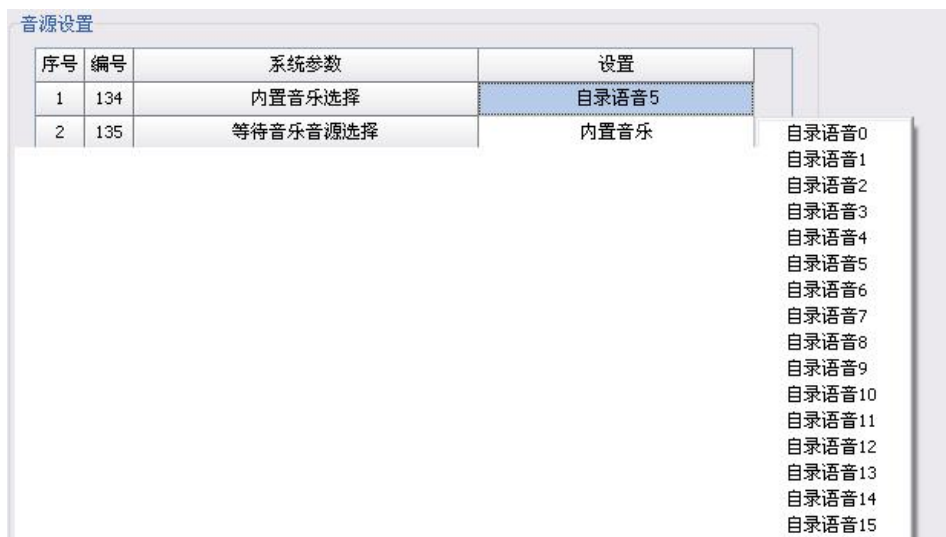 音源设置
序号 编号 系统参数 设置
1 134 内置音乐选择 自录语音5
2 135 等待音乐音源选择 内置音乐
自录语音0
自录语音1
自录语音2
自录语音3
自录语音4
自录语音5
自录语音6
自录语音7
自录语音8
自录语音9
自录语音10
自录语音11
自录语音12
自录语音13
自录语音14
自录语音15